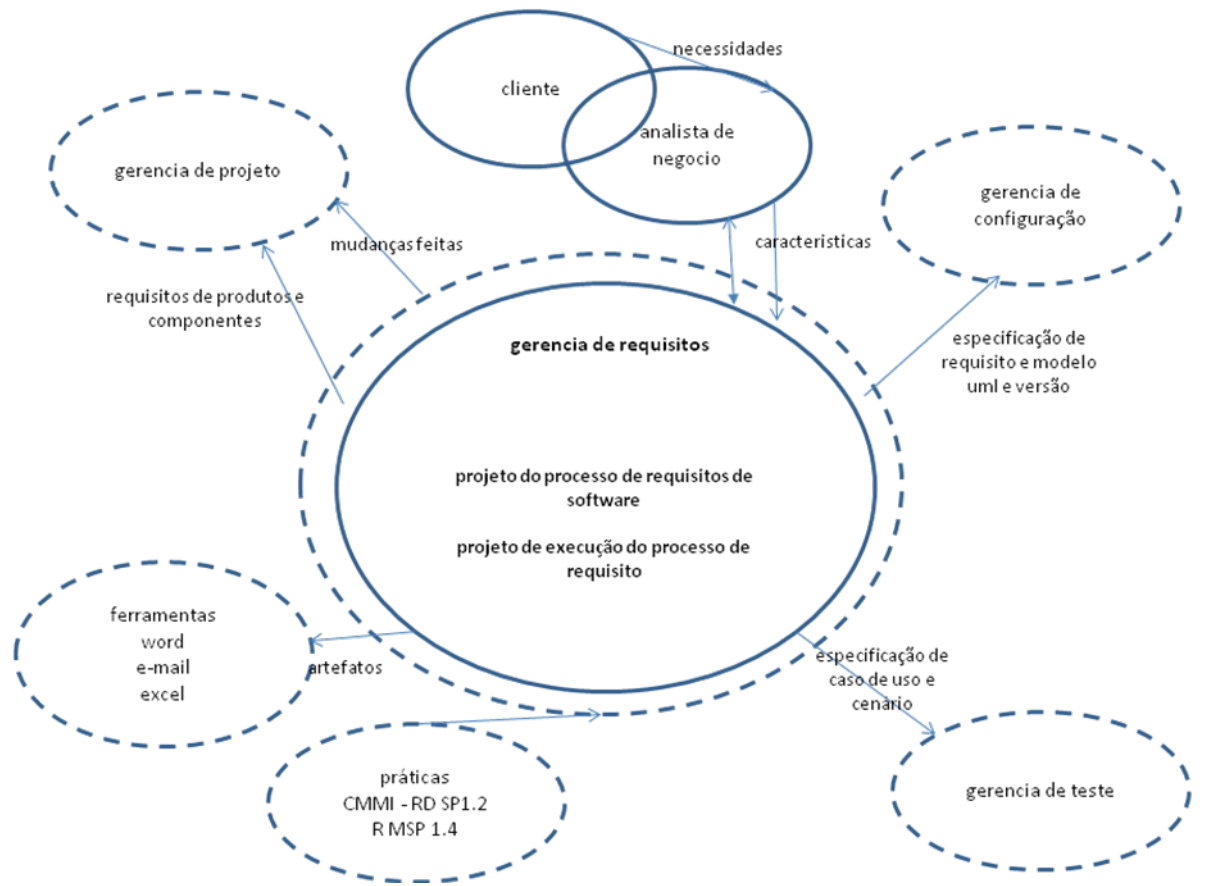 necessidades
cliente
analista de
negocio
gerencia de projeto
gerencia de
configuração
mudanças feitas
caracteristicas
requisitos de produtos e
componentes
gerencia de requisitos
especificação de
requisito e modelo
uml e versão
projeto do processo de requisitos de
software
projeto de execução do processo de
requisito
ferramentas
word
e-mail
excel
artefatos
especificação de
caso de uso e
cenário
práticas
CMMI - RD SP1.2
R MSP 1.4
gerencia de teste